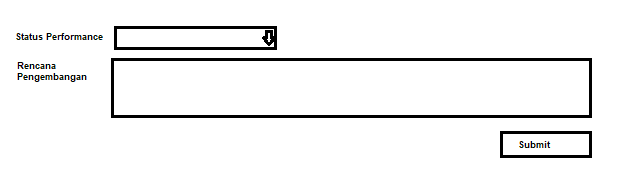 Status Performance
Rencana
Pengembangan
Submit